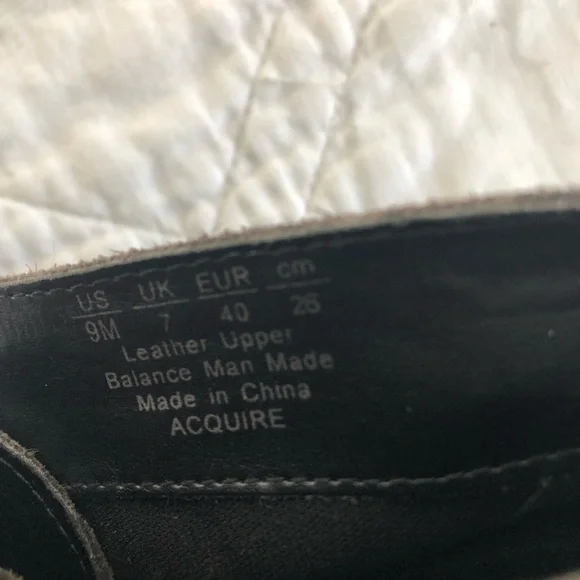 US UK EUR cm
9M 7 40 26
Leather Upper
Balance Man Made
Made in China
ACQUIRE